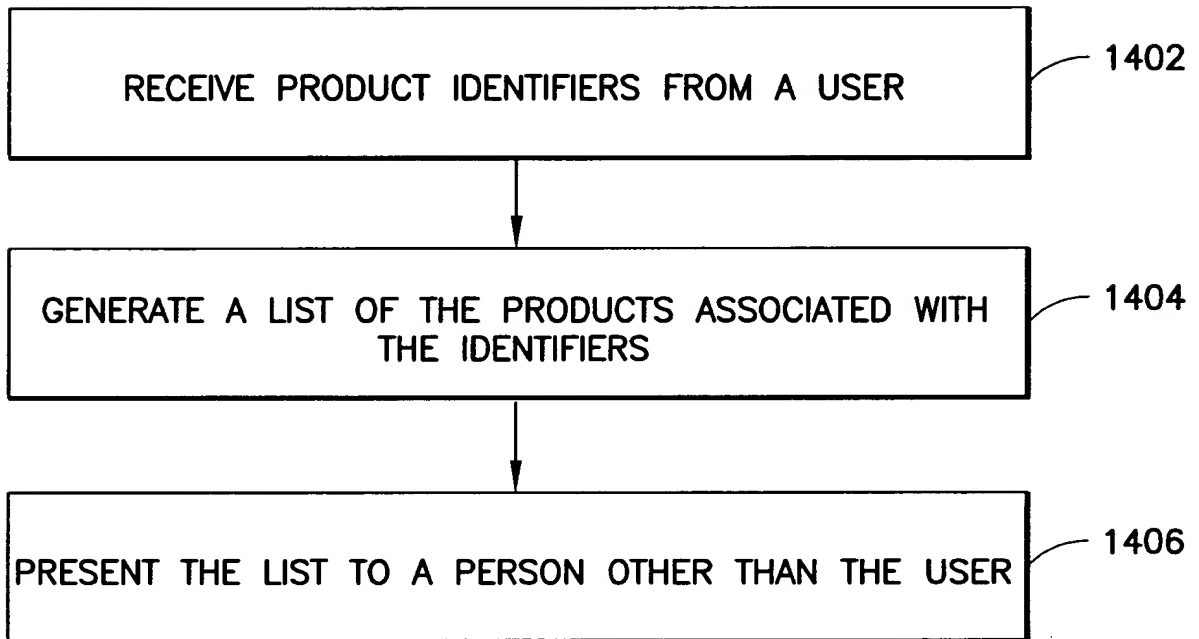 RECEIVE PRODUCT IDENTIFIERS FROM A USER
1402
GENERATE A LIST OF THE PRODUCTS ASSOCIATED WITH
THE IDENTIFIERS
1404
PRESENT THE LIST TO A PERSON OTHER THAN THE USER
1406